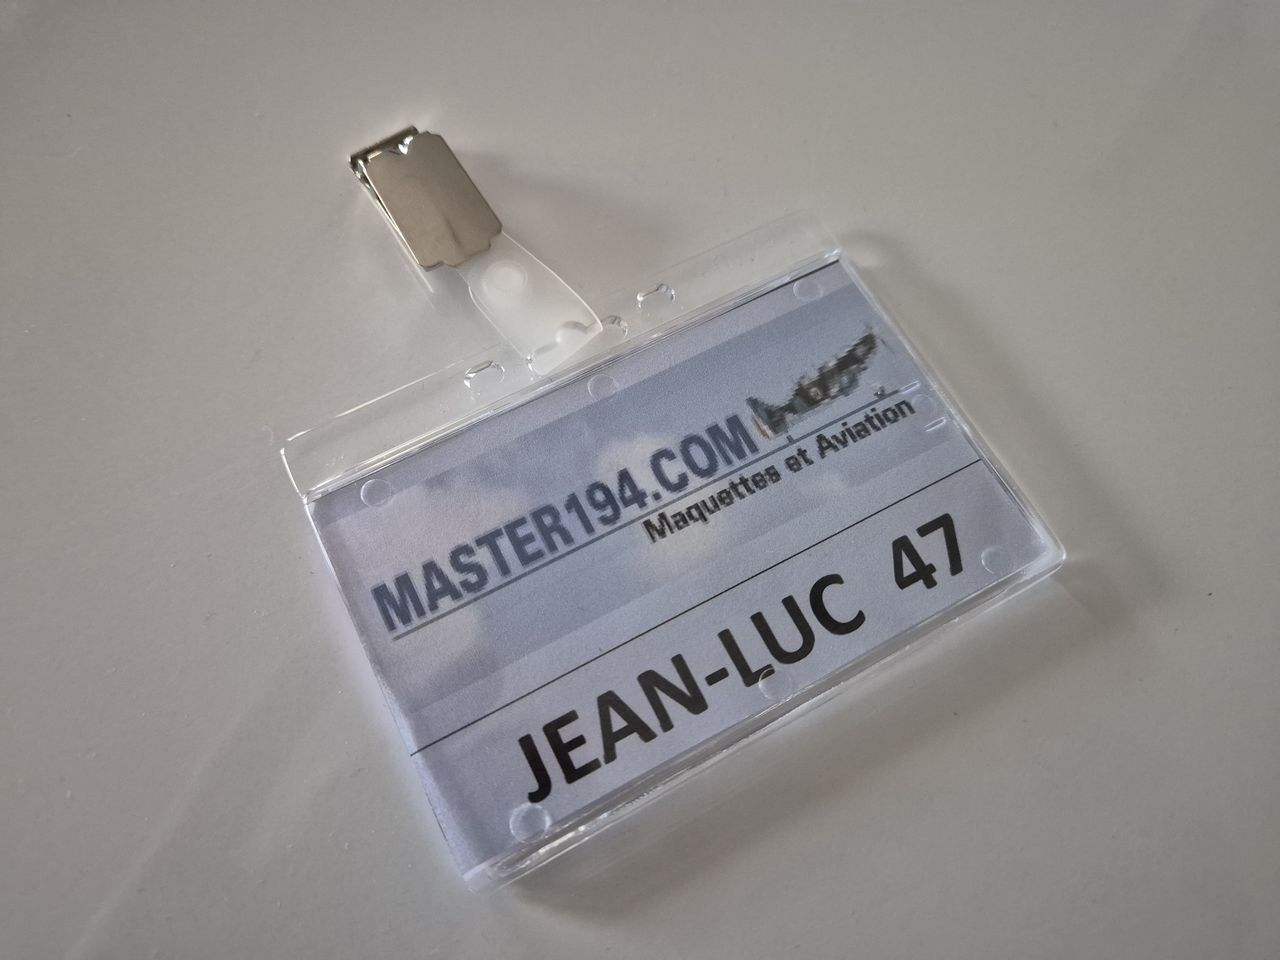 MASTER194.COM
Maquettes et Aviation
JEAN-LUC 47